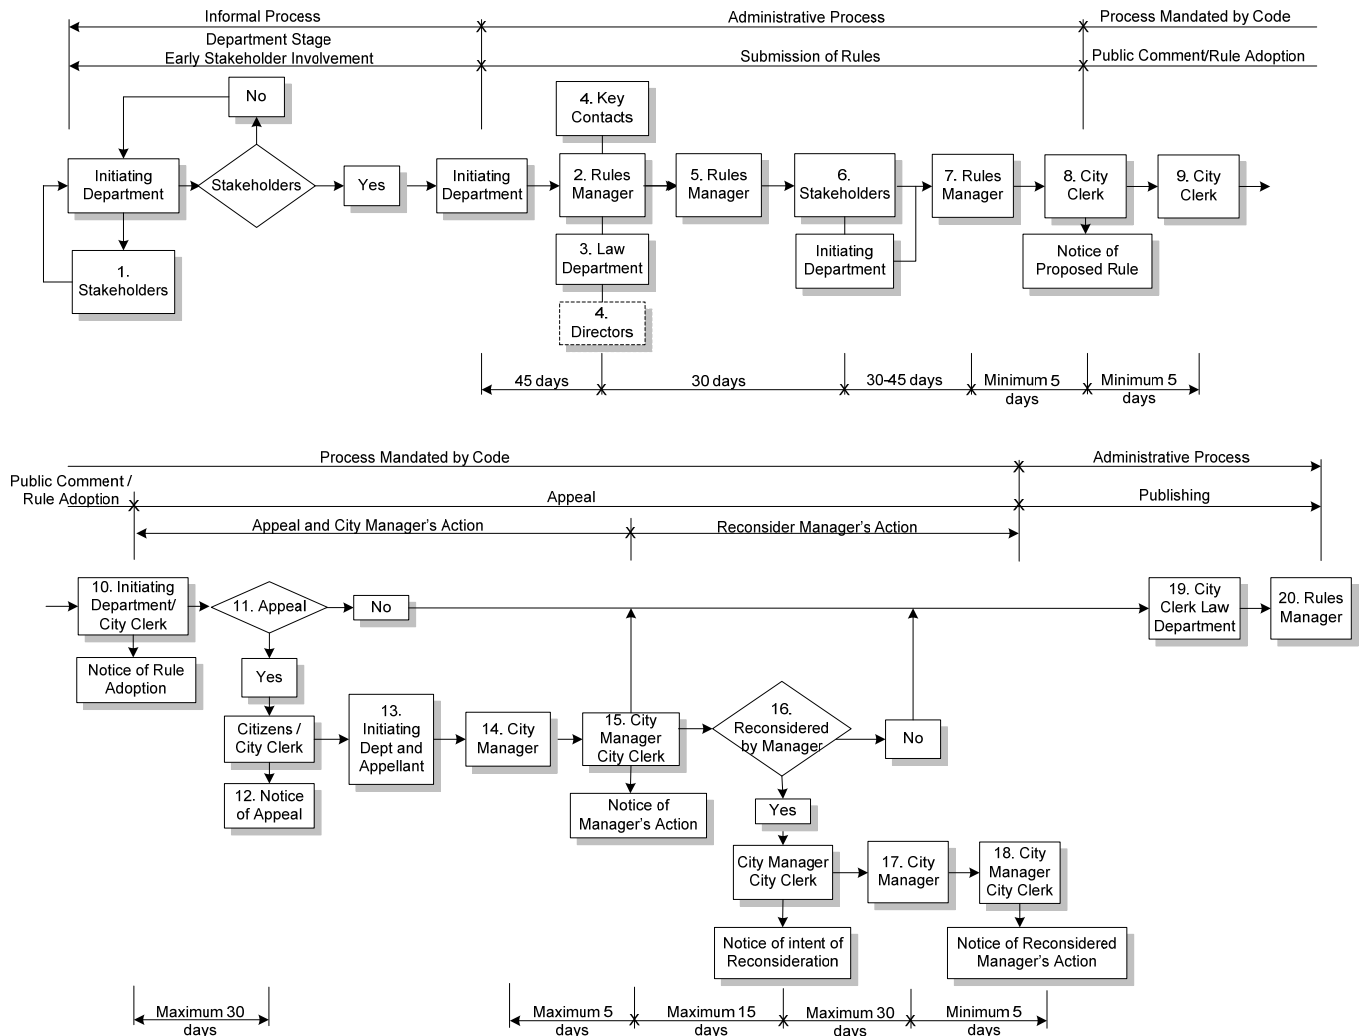 Informal Process
Administrative Process
Process Mandated by Code
Department Stage
Early Stakeholder Involvement
Submission of Rules
Public Comment/Rule Adoption
No
4. Key
Contacts
Initiating
Department
Stakeholders
Yes
Initiating
Department
2. Rules
Manager
5. Rules
Manager
6.
Stakeholders
7. Rules
Manager
8. City
Clerk
9. City
Clerk
1.
Stakeholders
3. Law
Department
Initiating
Department
Notice of
Proposed Rule
4.
Directors
45 days
30 days
30-45 days
Minimum 5
days
Minimum 5
days
Process Mandated by Code
Administrative Process
Public Comment /
Rule Adoption
Appeal
Publishing
Appeal and City Manager's Action
Reconsider Manager's Action
10. Initiating
Department/
City Clerk
11. Appeal
No
19. City
Clerk Law
Department
20. Rules
Manager
Notice of Rule
Adoption
Yes
Citizens /
City Clerk
13.
Initiating
Dept and
Appellant
14. City
Manager
15. City
Manager
City Clerk
16.
Reconsidered
by Manager
No
12. Notice
of Appeal
Notice of
Manager's Action
Yes
City Manager
City Clerk
17. City
Manager
18. City
Manager
City Clerk
Notice of intent of
Reconsideration
Notice of Reconsidered
Manager's Action
Maximum 30
days
Maximum 5
days
Maximum 15
days
Maximum 30
days
Minimum 5
days